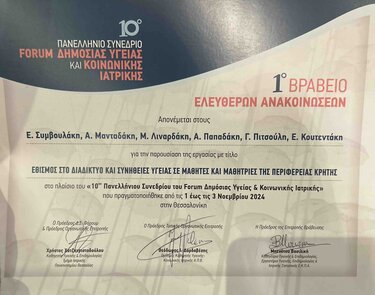 10°
ΠΑΝΕΛΛΗΝΙΟ ΣΥΝΕΔΡΙΟ
FORUM ΔΗΜΟΣΙΑΣ ΥΓΕΙΑΣ
ΚΑΙ ΚΟΙΝΩΝΙΚΗΣ
ΙΑΤΡΙΚΗΣ
1° ΒΡΑΒΕΙΟ
ΕΛΕΥΘΕΡΩΝ ΑΝΑΚΟΙΝΩΣΕΩΝ
Απονέμεται στους
Ε. Συμβουλάκη, Α. Μανταδάκη, Μ. Λιναρδάκη, Α. Παπαδάκη, Γ. Πιτσούλη, Ε. Κουτεντάκη
για την παρουσίαση της εργασίας με τίτλο
ΕΘΙΣΜΟΣ ΣΤΟ ΔΙΑΔΙΚΤΥΟ ΚΑΙ ΣΥΝΗΘΕΙΕΣ ΥΓΕΙΑΣ ΣΕ ΜΑΘΗΤΕΣ ΚΑΙ ΜΑΘΗΤΡΙΕΣ ΤΗΣ ΠΕΡΙΦΕΡΕΙΑΣ ΚΡΗΤΗΣ
στο πλαίσιο του «10ου Πανελλήνιου Συνεδρίου του Forum Δημόσιας Υγείας & Κοινωνικής Ιατρικής»
που πραγματοποιήθηκε από τις 1 έως τις 3 Νοεμβρίου 2024
στην Θεσσαλονίκη